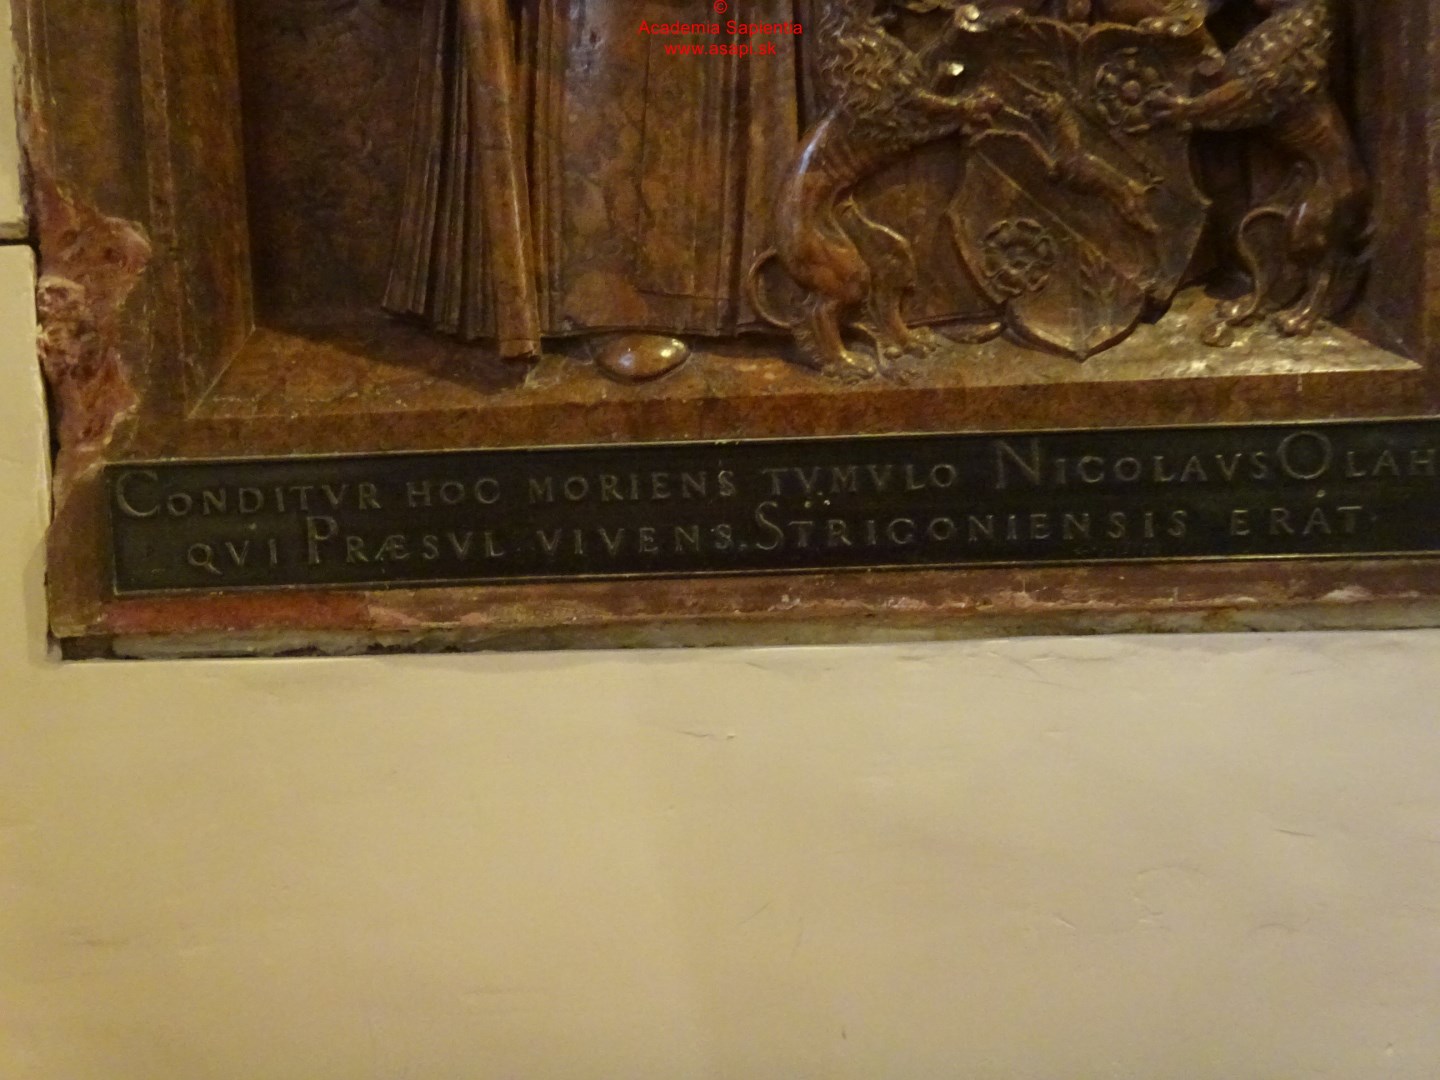 ©
Academia Sapientia
www.asapi.sk
CONDITVR HOC MORIENS TVMVLO NICOLAVS OLAH
QVI PRÆSVL VIVENS STRIGONIENSIS ERAT